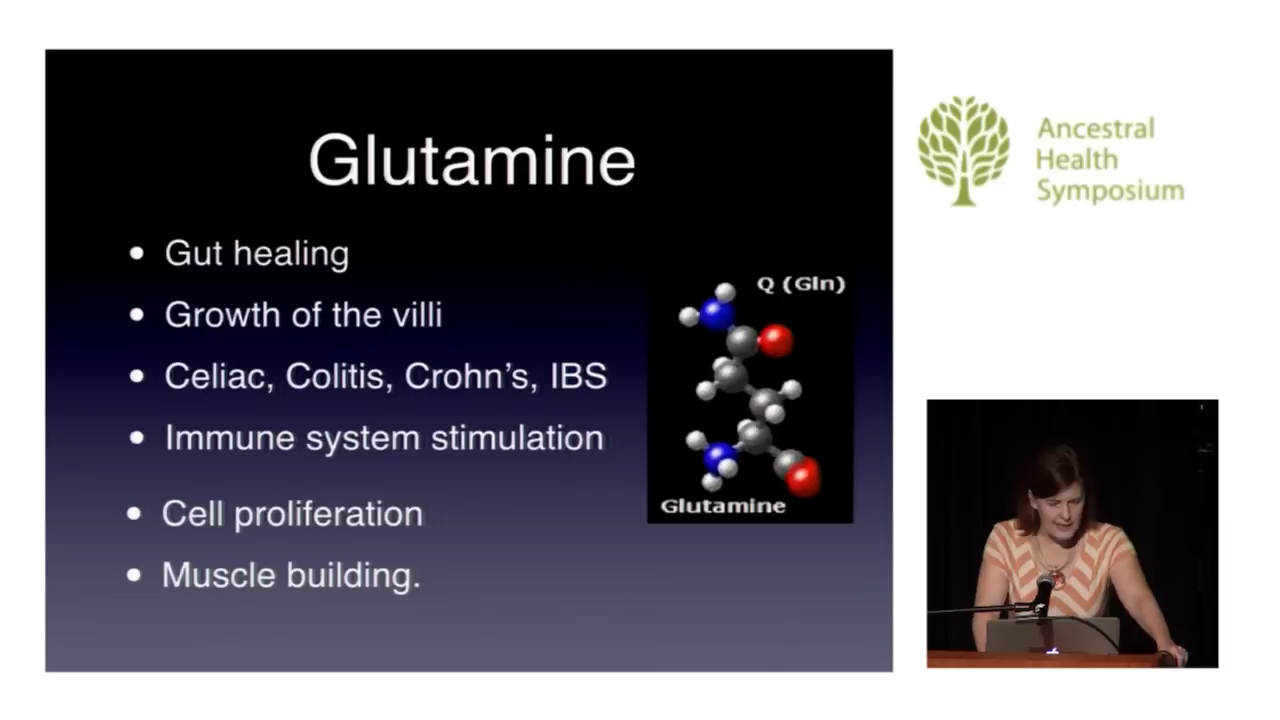 Glutamine
Gut healing
Growth of the villi
Celiac, Colitis, Crohn's, IBS
Immune system stimulation
Cell proliferation
Muscle building.
Q (Gln)
Glutamine
Ancestral
Health
Symposium